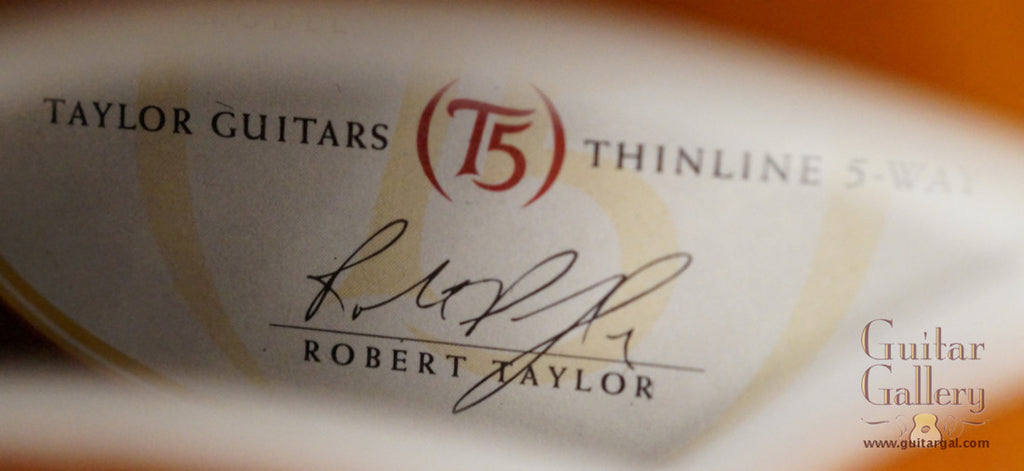 TAYLOR GUITARS (T5) THINLINE 5-WAY
ROBERT TAYLOR
Guitar
Gallery
www.guitargal.com